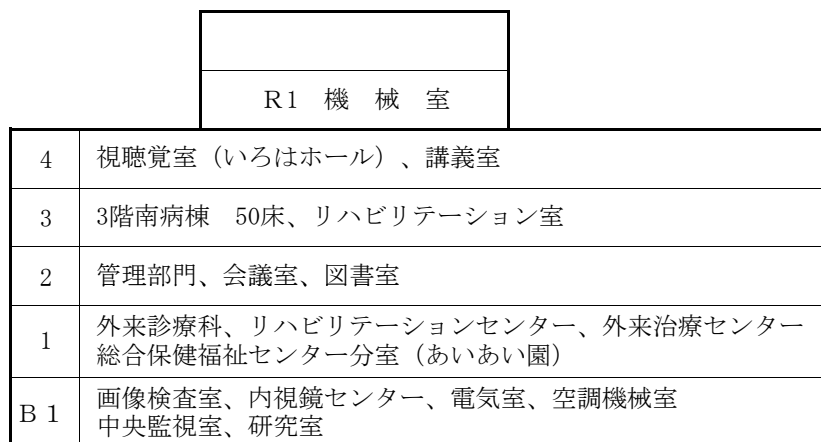 R1 機 械 室
4 視聴覚室(いろはホール)、講義室
3 3階南病棟 50床、リハビリテーション室
2 管理部門、会議室、図書室
1 外来診療科、リハビリテーションセンター、外来治療センター
総合保健福祉センター分室(あいあい園)
B1 画像検査室、内視鏡センター、電気室、空調機械室
中央監視室、研究室